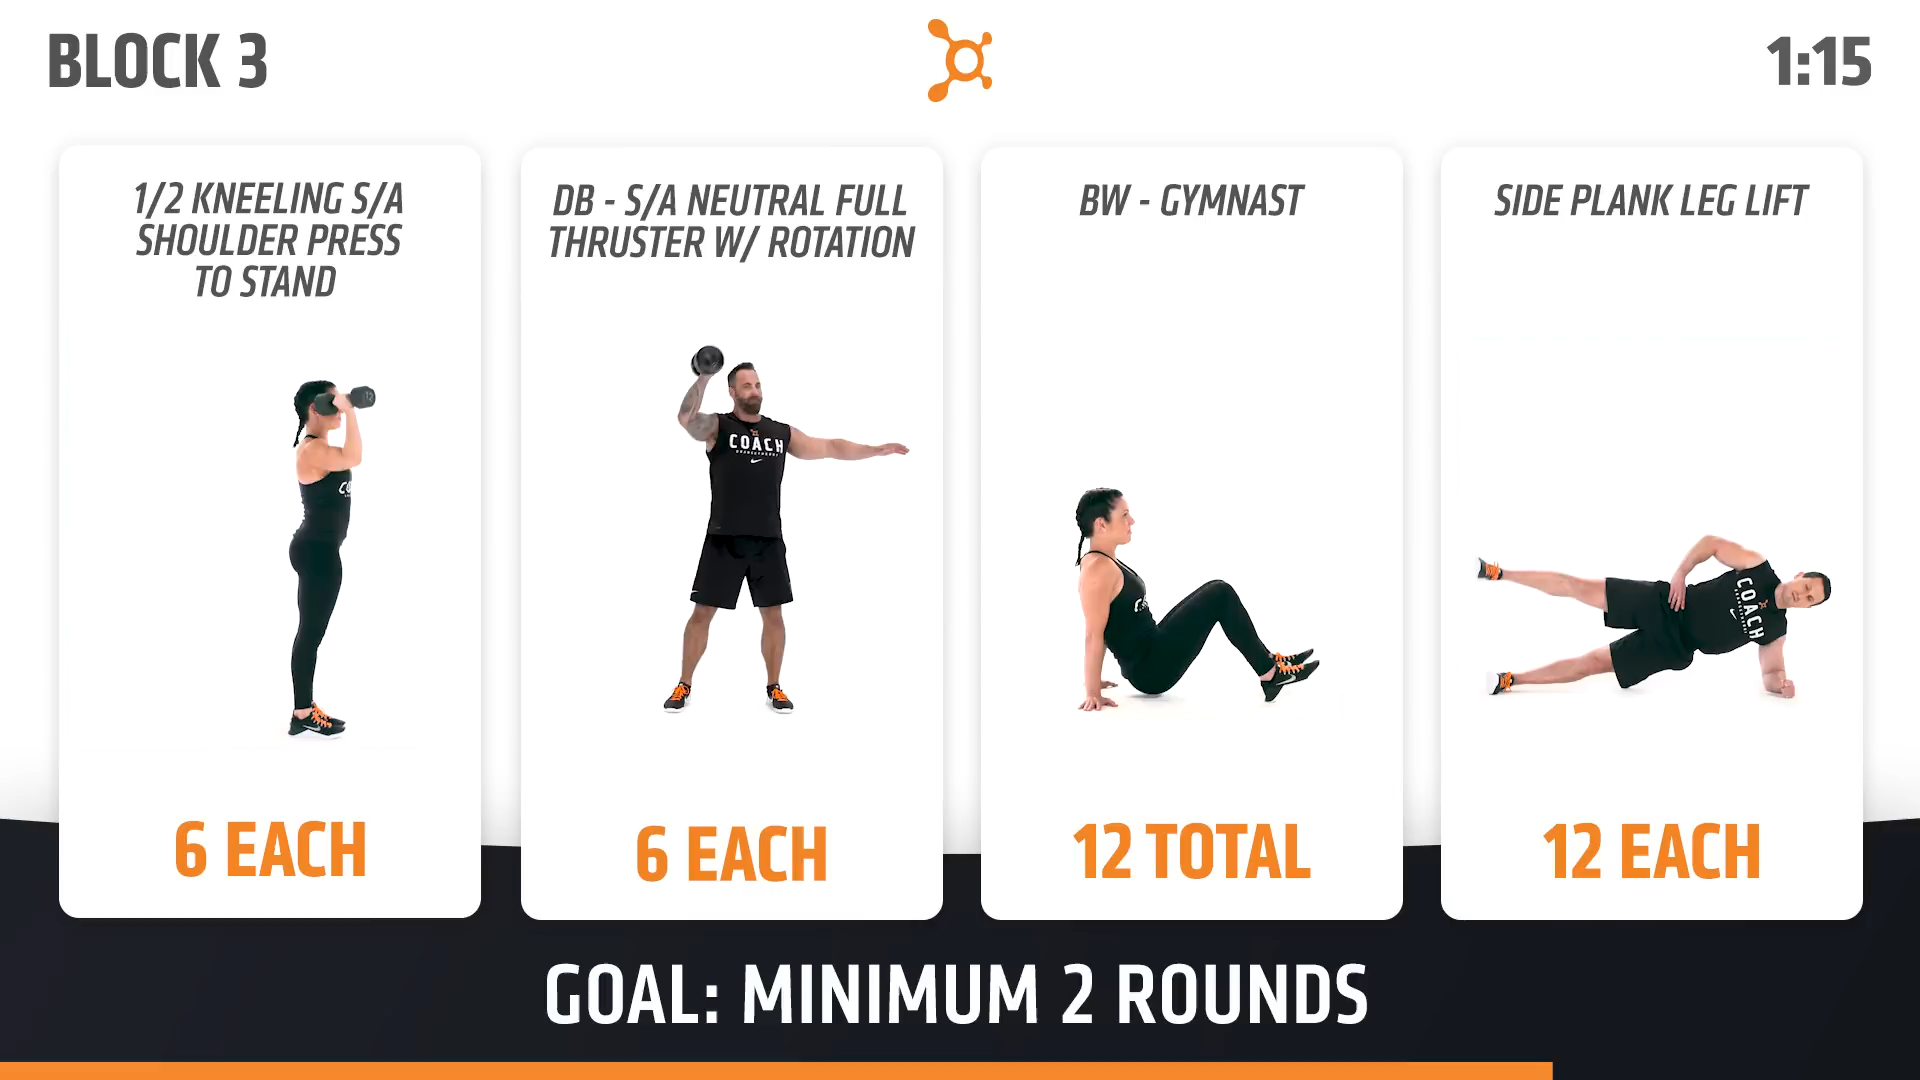 BLOCK 3
1:15
1/2 KNEELING S/A
SHOULDER PRESS
TO STAND
6 EACH
DB - S/A NEUTRAL FULL
THRUSTER W/ ROTATION
COACH
6 EACH
BW - GYMNAST
12 TOTAL
SIDE PLANK LEG LIFT
COACH
12 EACH
GOAL: MINIMUM 2 ROUNDS